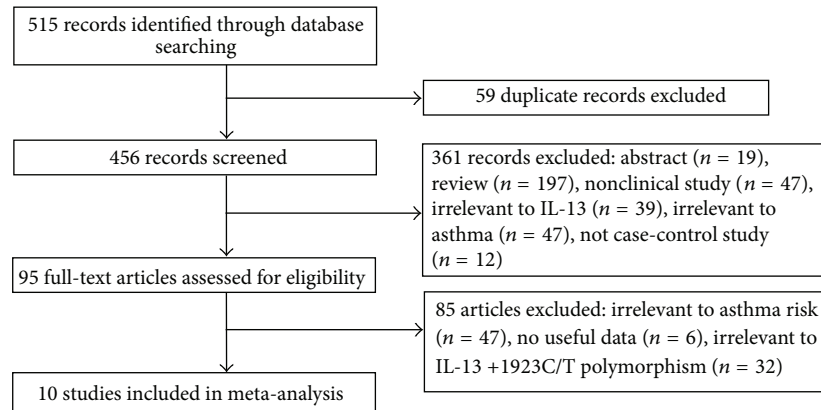 515 records identified through database
searching
59 duplicate records excluded
456 records screened
361 records excluded: abstract (n = 19),
review (n = 197), nonclinical study (n = 47),
irrelevant to IL-13 (n = 39), irrelevant to
asthma (n = 47), not case-control study
(n = 12)
95 full-text articles assessed for eligibility
85 articles excluded: irrelevant to asthma risk
(n = 47), no useful data (n = 6), irrelevant to
IL-13 +1923C/T polymorphism (n = 32)
10 studies included in meta-analysis